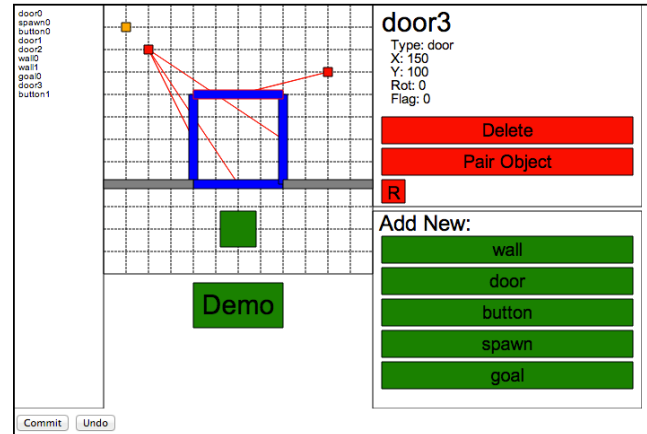 door0
spawn0
button0
door1
door2
wall0
wall1
goal0
door3
button1
door3
Type: door
X: 150
Y: 100
Rot: 0
Flag: 0
Delete
Pair Object
R
Add New:
wall
door
button
spawn
goal
Demo
Commit
Undo